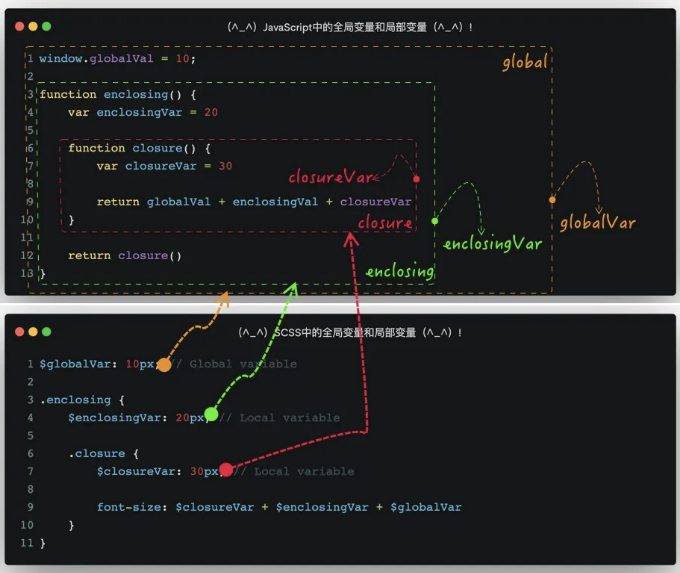 （^_^）JavaScript中的全局变量和局部变量（^_^）!
1 window.globalVal = 10;
global
2
3 function enclosing() {
4 var enclosingVar = 20
5
6 function closure() {
7 var closureVar = 30
closureVar
8
9 return globalVal + enclosingVal + closureVar
10 }
closure
globalVar
enclosingVar
11
12 return closure()
enclosing
13 }
（^_^）SCSS中的全局变量和局部变量（^_^）!
1 $globalVar: 10px; // Global variable
2
3 .enclosing {
4 $enclosingVar: 20px; // Local variable
5
6 .closure {
7 $closureVar: 30px; // Local variable
8
9 font-size: $closureVar + $enclosingVar + $globalVar
10 }
11 }